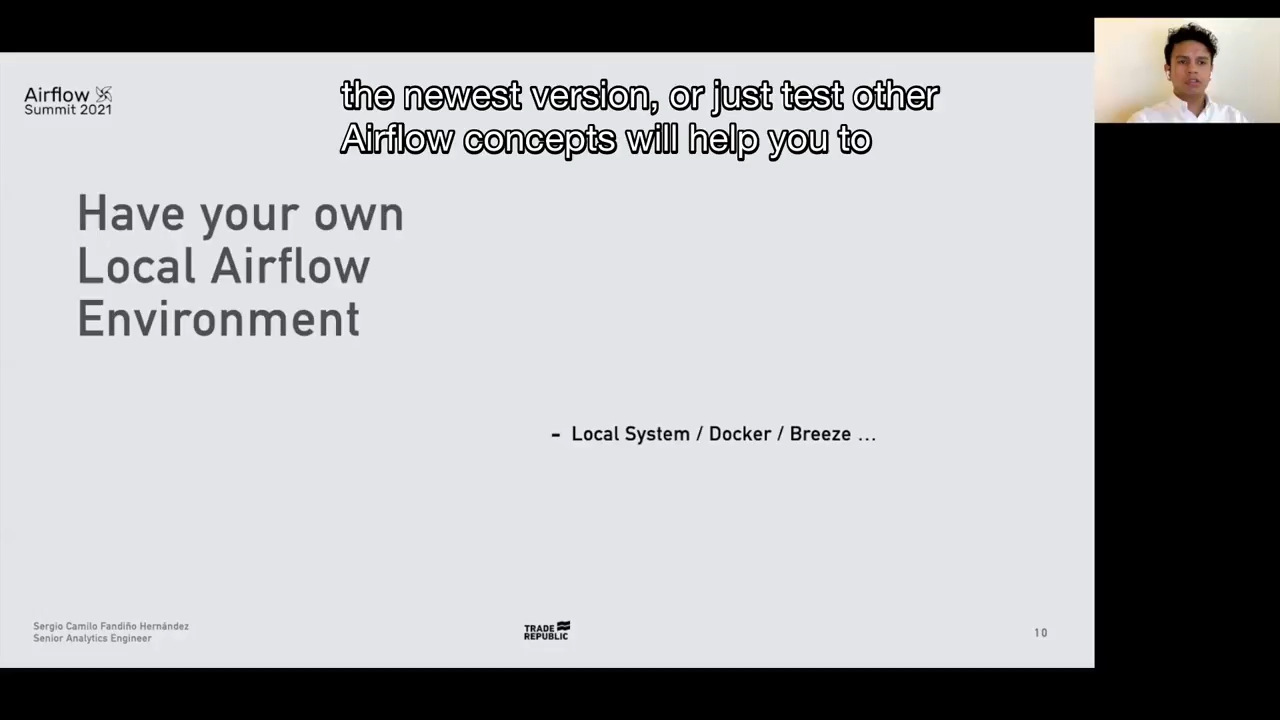 Airflow
Summit 2021
the newest version, or just test other
Airflow concepts will help you to
Have your own
Local Airflow
Environment
- Local System / Docker / Breeze ...
Sergio Camilo Fandiño Hernández
Senior Analytics Engineer
TRADE
REPUBLIC
10